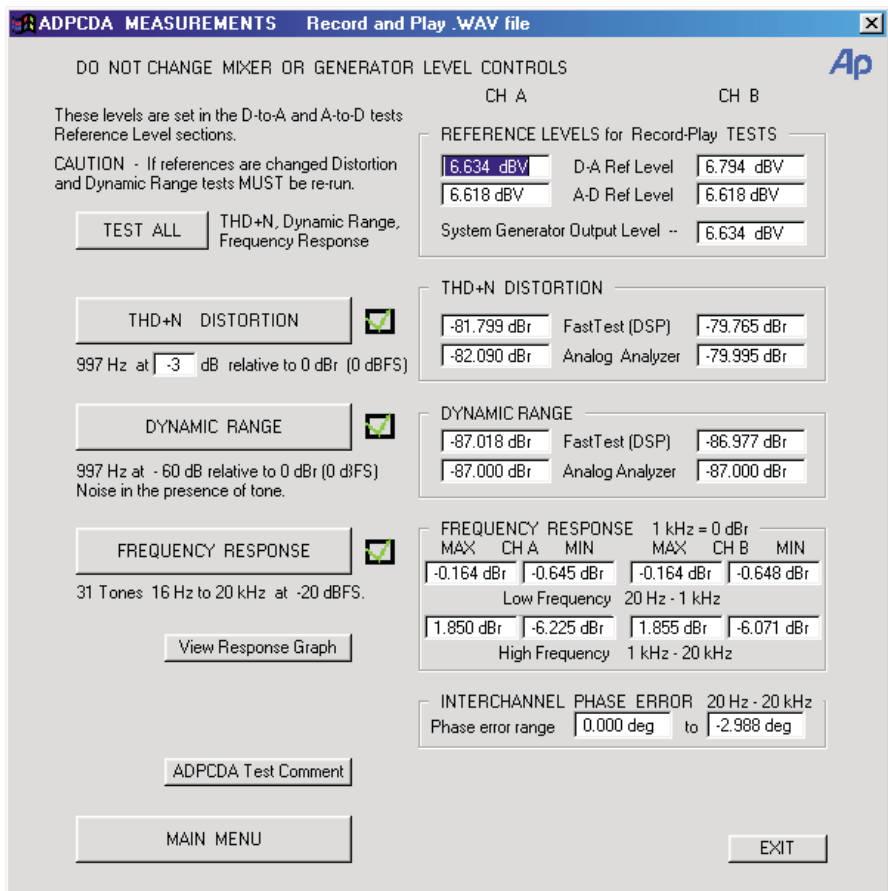 ADPCDA MEASUREMENTS Record and Play .WAV file
DO NOT CHANGE MIXER OR GENERATOR LEVEL CONTROLS
Ap
CH A CH B
These levels are set in the D-to-A and A-to-D tests
Reference Level sections.
CAUTION - If references are changed Distortion
and Dynamic Range tests MUST be re-run.
REFERENCE LEVELS for Record-Play TESTS
6.634 dBV D-A Ref Level 6.794 dBV
6.618 dBV A-D Ref Level 6.618 dBV
System Generator Output Level -- 6.634 dBV
TEST ALL
THD+N, Dynamic Range,
Frequency Response
THD+N DISTORTION
997 Hz at -3 dB relative to 0 dBr (0 dBFS)
THD+N DISTORTION
-81.799 dBr FastTest (DSP) -79.765 dBr
-82.090 dBr Analog Analyzer -79.995 dBr
DYNAMIC RANGE
997 Hz at - 60 dB relative to 0 dBr (0 dBFS)
Noise in the presence of tone.
DYNAMIC RANGE
-87.018 dBr FastTest (DSP) -86.977 dBr
-87.000 dBr Analog Analyzer -87.000 dBr
FREQUENCY RESPONSE
31 Tones 16 Hz to 20 kHz at -20 dBFS.
View Response Graph
FREQUENCY RESPONSE 1 kHz = 0 dBr
MAX CH A MIN MAX CH B MIN
-0.164 dBr -0.645 dBr -0.164 dBr -0.648 dBr
Low Frequency 20 Hz - 1 kHz
1.850 dBr -6.225 dBr 1.855 dBr -6.071 dBr
High Frequency 1 kHz - 20 kHz
INTERCHANNEL PHASE ERROR 20 Hz - 20 kHz
Phase error range 0.000 deg to -2.988 deg
ADPCDA Test Comment
MAIN MENU
EXIT